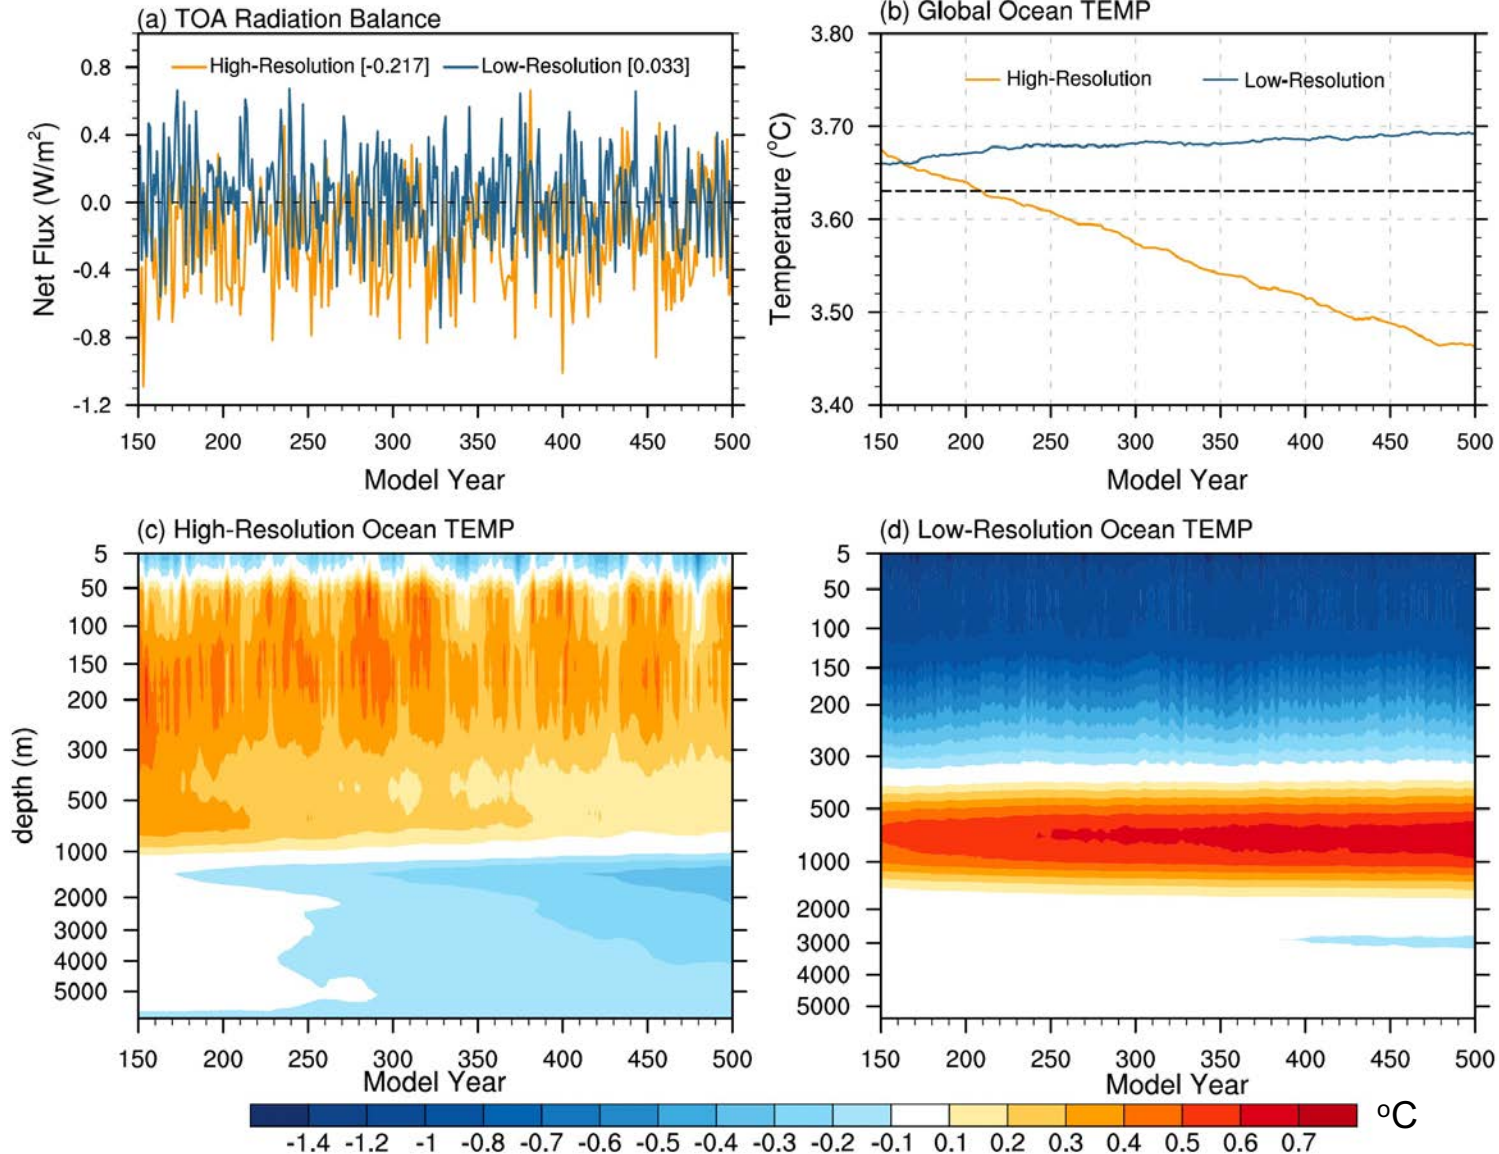 (a) TOA Radiation Balance
High-Resolution [-0.217] Low-Resolution [0.033]
0.8
0.4
0.0
-0.4
-0.8
-1.2
Net Flux (W/m²)
150 200 250 300 350 400 450 500
Model Year
(b) Global Ocean TEMP
High-Resolution Low-Resolution
3.80
3.70
3.60
3.50
3.40
Temperature (°C)
150 200 250 300 350 400 450 500
Model Year
(c) High-Resolution Ocean TEMP
5
50
100
150
200
300
500
1000
2000
3000
4000
5000
depth (m)
150 200 250 300 350 400 450 500
Model Year
(d) Low-Resolution Ocean TEMP
5
50
100
150
200
300
500
1000
2000
3000
4000
5000
150 200 250 300 350 400 450 500
Model Year
-1.4 -1.2 -1 -0.8 -0.7 -0.6 -0.5 -0.4 -0.3 -0.2 -0.1 0.1 0.2 0.3 0.4 0.5 0.6 0.7
°C